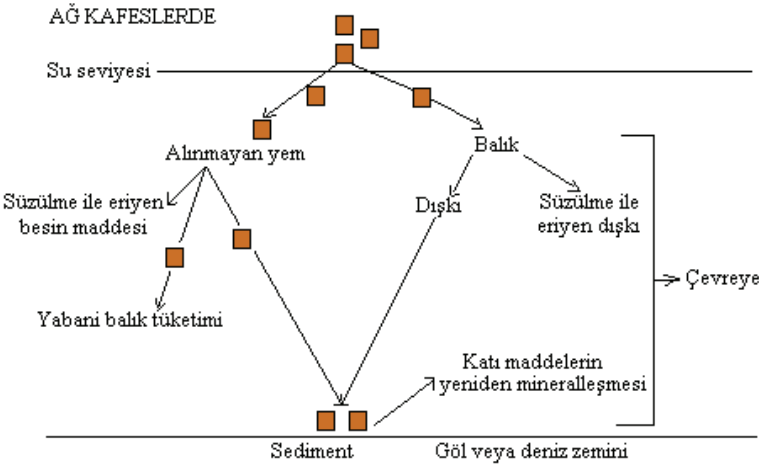 AĞ KAFESLERDE
Su seviyesi
Alınmayan yem
Balık
Süzülme ile eriyen
besin maddesi
Dışkı
Süzülme ile
eriyen dışkı
Çevreye
Yabani balık tüketimi
Katı maddelerin
yeniden mineralleşmesi
Sediment
Göl veya deniz zemini